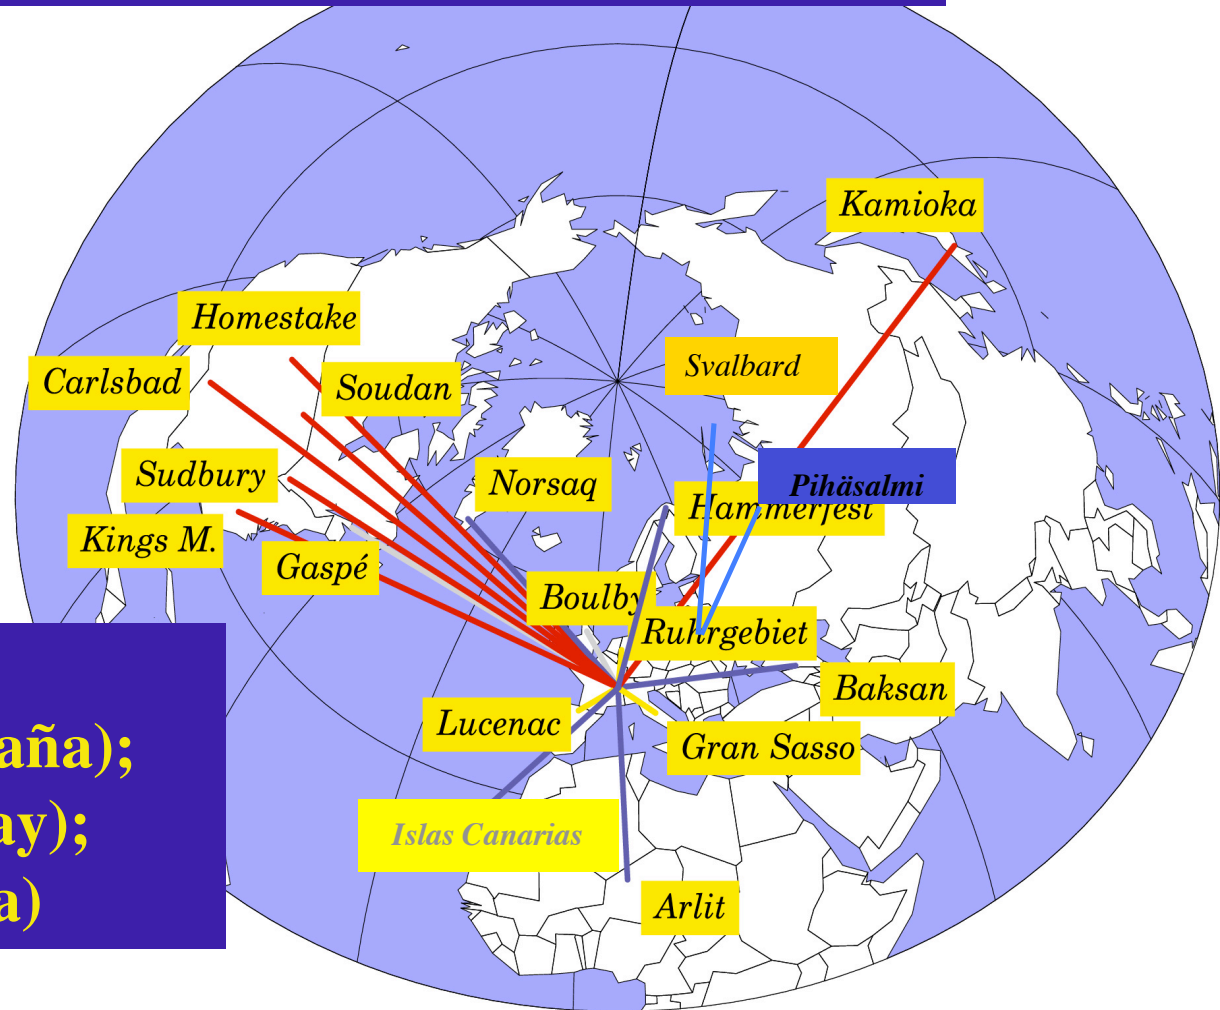 Kamioka
Homestake
Svalbard
Carlsbad
Soudan
Sudbury
Norsaq
Pihäsalmi
Hammerfest
Kings M.
Gaspé
Boulby
Ruhrgebiet
Baksan
Lucenac
Gran Sasso
aña);
ay);
a)
Islas Canarias
Arlit